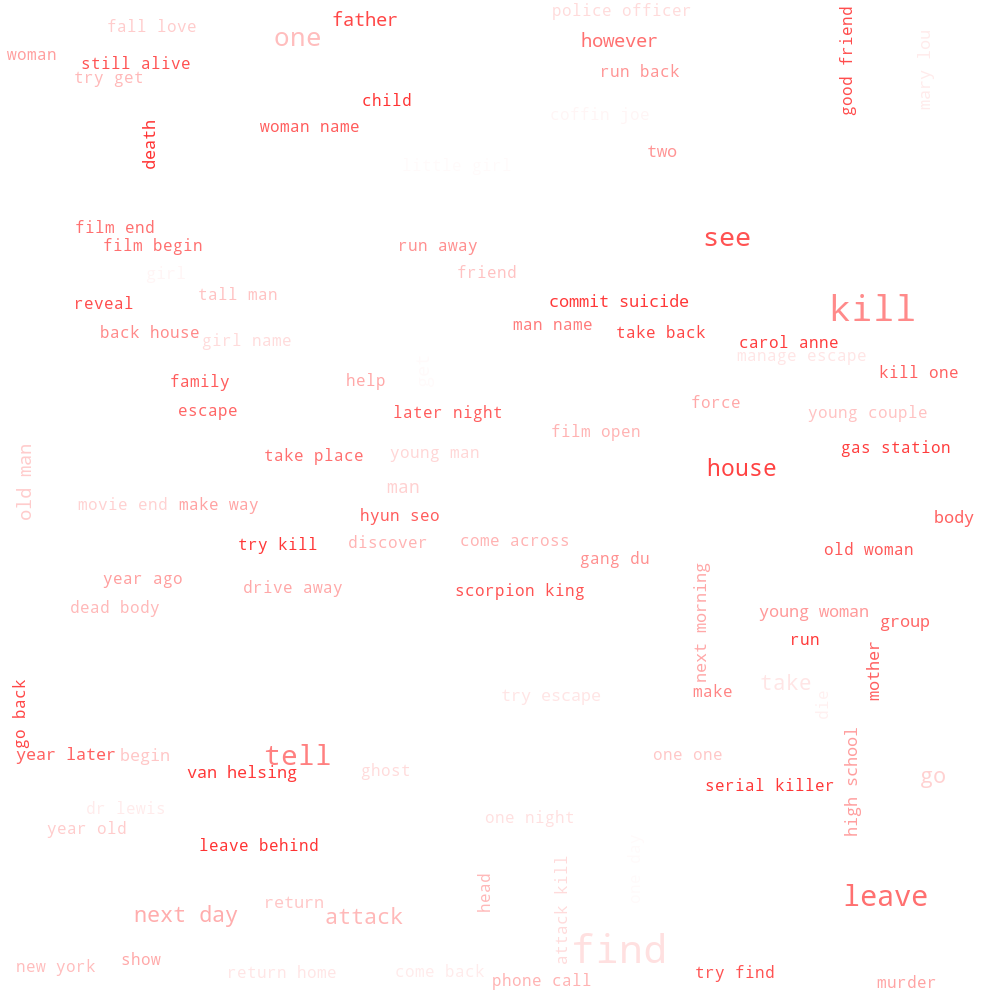 police officer
father
good friend
fall love
one
however
mary lou
woman
still alive
try get
run back
child
coffin joe
woman name
death
two
little girl
film end
see
film begin
run away
girl
friend
tall man
reveal
commit suicide
kill
back house
man name
take back
girl name
carol anne
manage escape
kill one
family
help
escape
later night
force
young couple
film open
gas station
old man
take place
young man
house
man
movie end
make way
hyun seo
body
try kill
discover
come across
old woman
gang du
year ago
drive away
scorpion king
next morning
dead body
young woman
group
run
mother
go back
try escape
make
take
die
year later
begin
tell
one one
van helsing
ghost
serial killer
high school
go
dr lewis
year old
one night
leave behind
head
attack kill
leave
return
next day
attack
find
show
new york
return home
come back
phone call
try find
murder